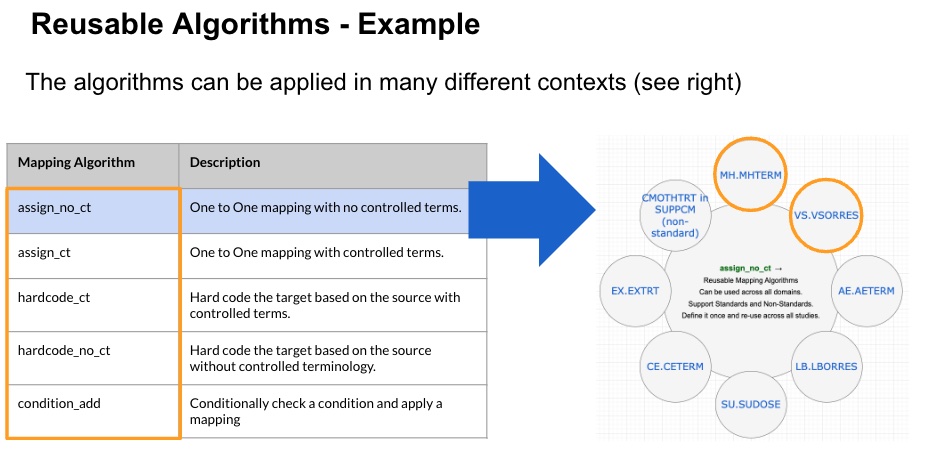 Reusable Algorithms - Example
The algorithms can be applied in many different contexts (see right)
Mapping Algorithm
Description
assign_no_ct
One to One mapping with no controlled terms.
assign_ct
One to One mapping with controlled terms.
hardcode_ct
Hard code the target based on the source with
controlled terms.
hardcode_no_ct
Hard code the target based on the source
without controlled terminology.
condition_add
Conditionally check a condition and apply a
mapping
MH.MHTERM
CMOTHTRT in
SUPPCM
(non-
standard)
VS.VSORRES
EX.EXTRT
assign_no_ct →
Reusable Mapping Algorithms
Can be used across all domains.
Support Standards and Non-Standards.
Define it once and re-use across all studies.
AE.AETERM
CE.CETERM
LB.LBORRES
SU.SUDOSE